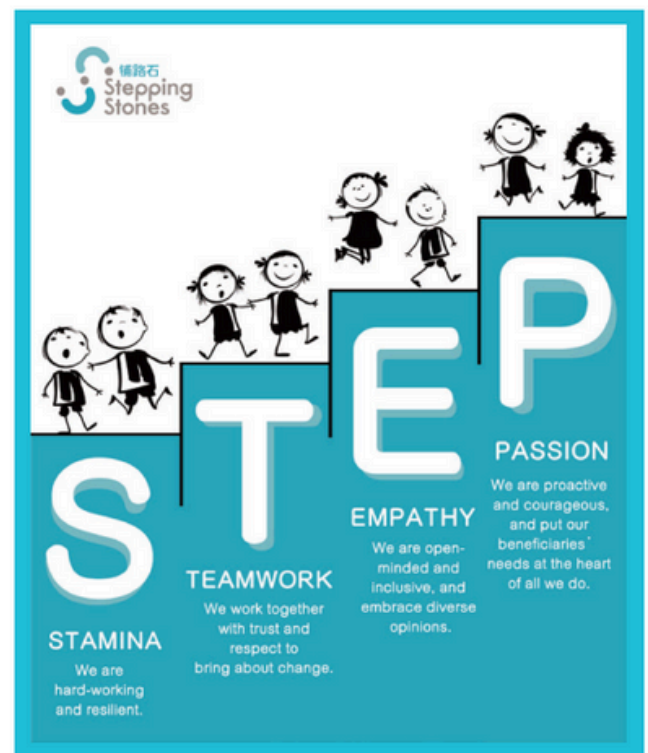 铺路石
Stepping
Stones
S
STAMINA
We are
hard-working
and resilient.
T
TEAMWORK
We work together
with trust and
respect to
bring about change.
E
EMPATHY
We are open-
minded and
inclusive, and
embrace diverse
opinions.
P
PASSION
We are proactive
and courageous,
and put our
beneficiaries'
needs at the heart
of all we do.